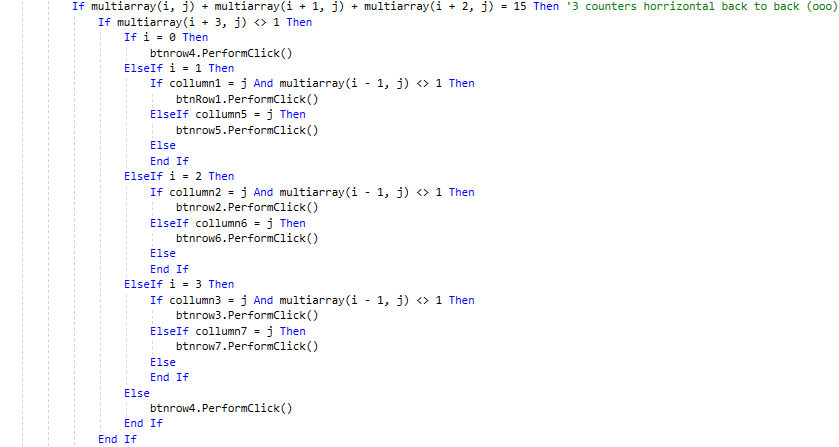 If multiarray(i, j) + multiarray(i + 1, j) + multiarray(i + 2, j) = 15 Then '3 counters horrizontal back to back (ooo)
If multiarray(i + 3, j) <> 1 Then
If i = 0 Then
btnrow4.PerformClick()
ElseIf i = 1 Then
If collumn1 = j And multiarray(i - 1, j) <> 1 Then
btnRow1.PerformClick()
ElseIf collumn5 = j Then
btnrow5.PerformClick()
Else
End If
ElseIf i = 2 Then
If collumn2 = j And multiarray(i - 1, j) <> 1 Then
btnrow2.PerformClick()
ElseIf collumn6 = j Then
btnrow6.PerformClick()
Else
End If
ElseIf i = 3 Then
If collumn3 = j And multiarray(i - 1, j) <> 1 Then
btnrow3.PerformClick()
ElseIf collumn7 = j Then
btnrow7.PerformClick()
Else
End If
Else
btnrow4.PerformClick()
End If
End If